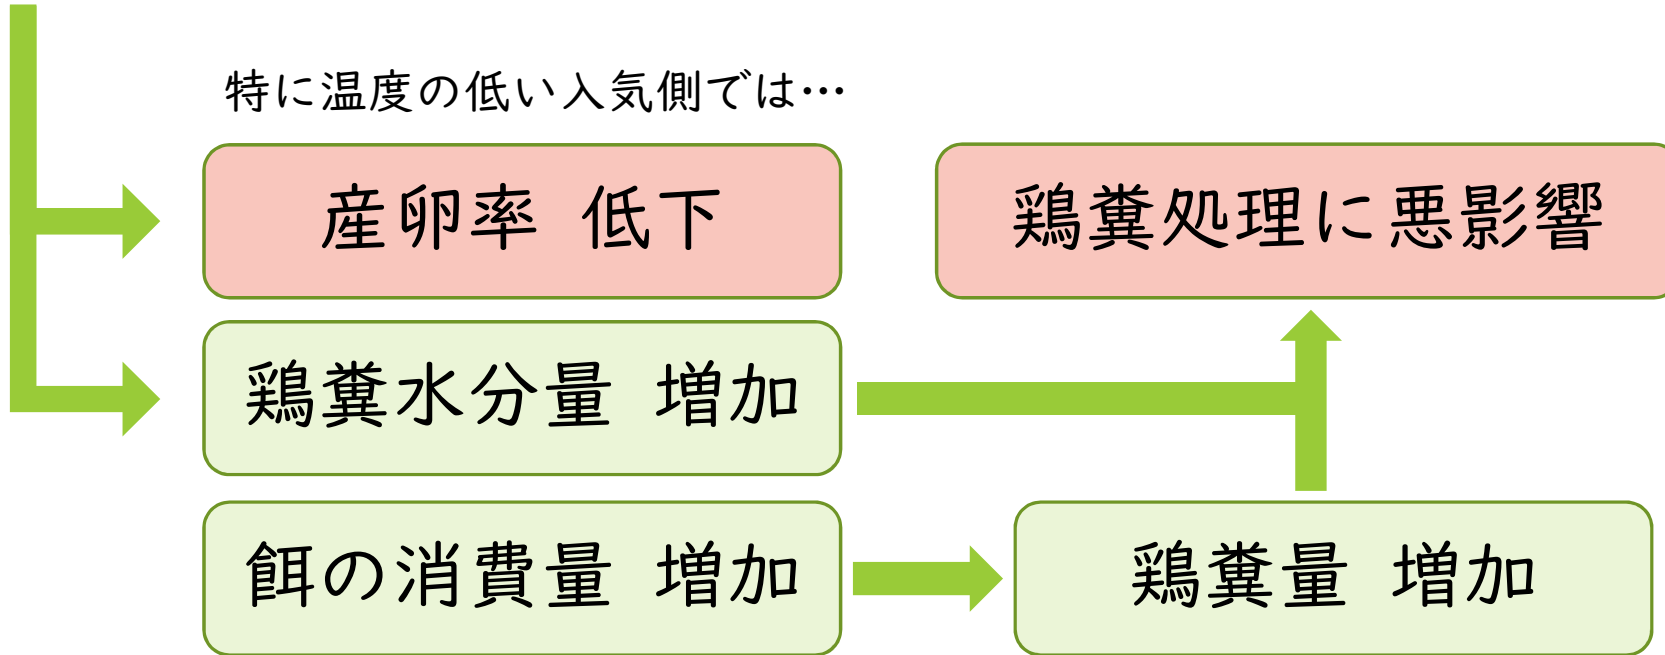 特に温度の低い入気側では…
産卵率 低下
鶏糞処理に悪影響
鶏糞水分量 増加
餌の消費量 増加
鶏糞量 増加